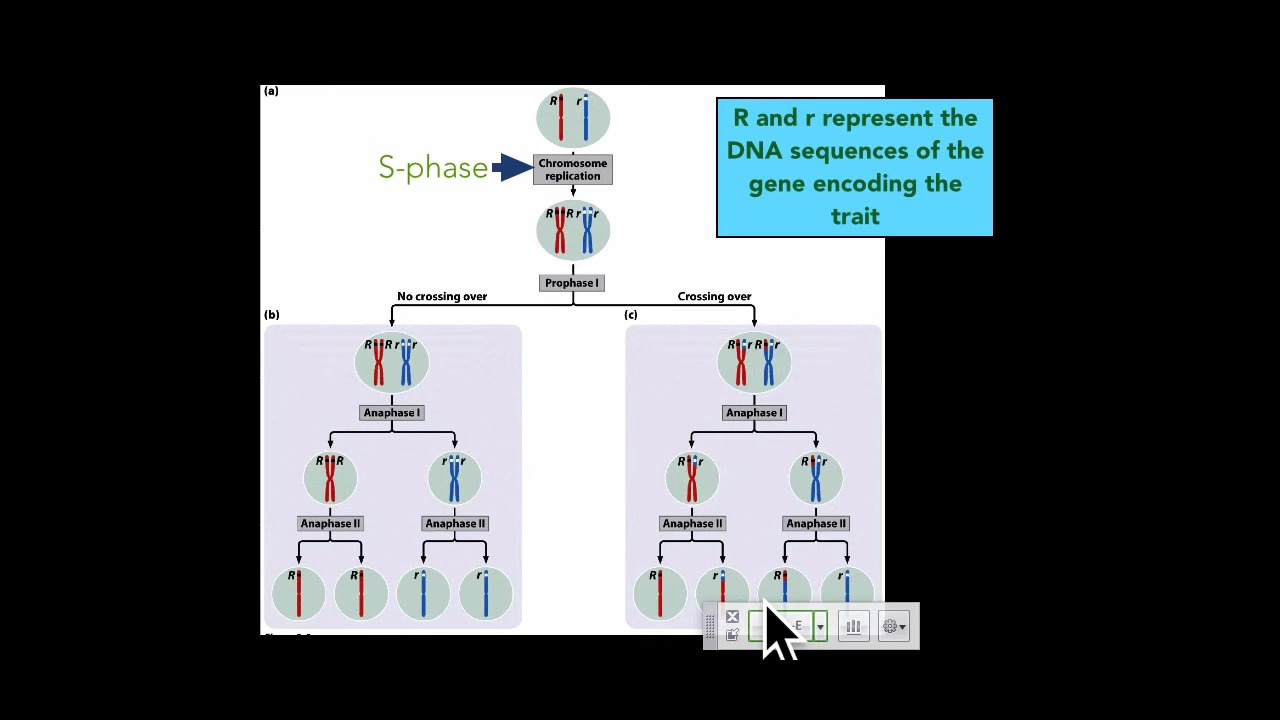 (a)
R r
R and r represent the
DNA sequences of the
gene encoding the
trait
S-phase
Chromosome
replication
R R r r
Prophase I
No crossing over
Crossing over
(b)
(c)
R R r r
R r R r
Anaphase I
Anaphase I
R R
r r
R r
R r
Anaphase II
Anaphase II
Anaphase II
Anaphase II
R
R
r
r
R
r
R
r
-E